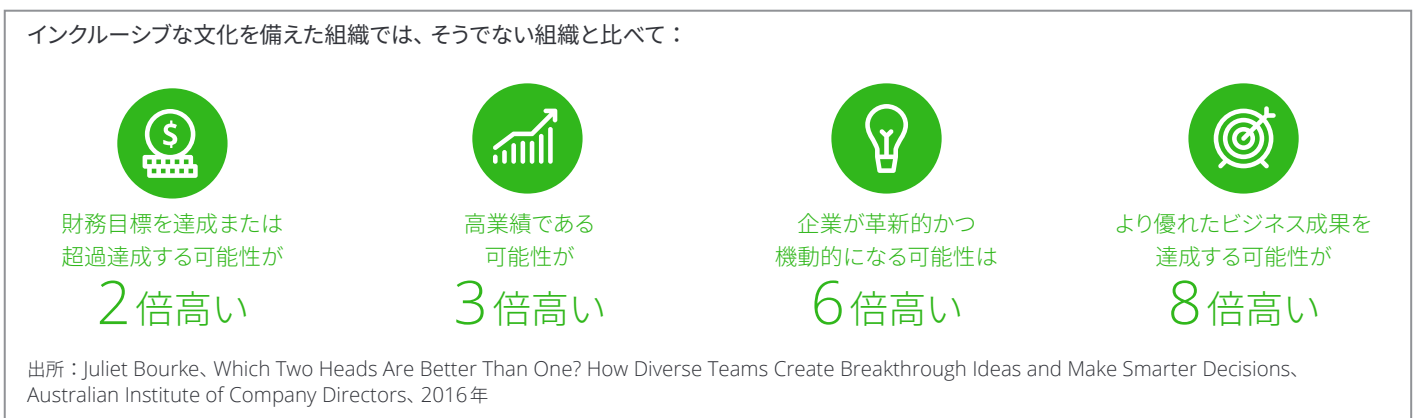 インクルーシブな文化を備えた組織では、そうでない組織と比べて：
$
財務目標を達成または
超過達成する可能性が
2倍高い
高業績である
可能性が
3倍高い
企業が革新的かつ
機動的になる可能性は
6倍高い
より優れたビジネス成果を
達成する可能性が
8倍高い
出所：Juliet Bourke、Which Two Heads Are Better Than One? How Diverse Teams Create Breakthrough Ideas and Make Smarter Decisions、
Australian Institute of Company Directors、2016年